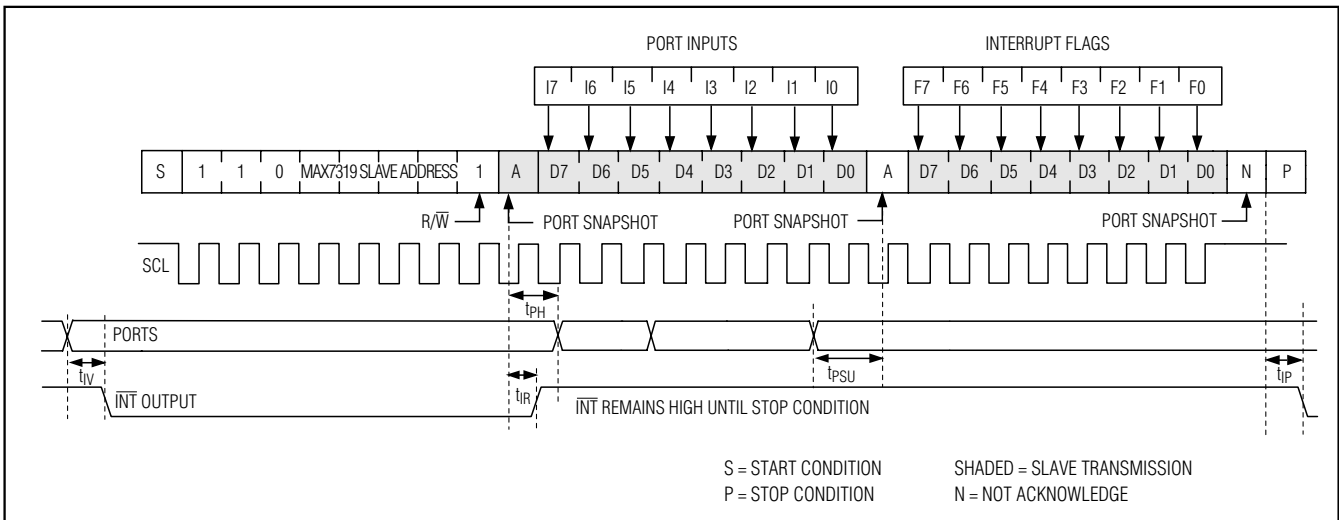 PORT INPUTS INTERRUPT FLAGS
I7 I6 I5 I4 I3 I2 I1 I0 F7 F6 F5 F4 F3 F2 F1 F0
S 1 1 0 MAX7319 SLAVE ADDRESS 1 A D7 D6 D5 D4 D3 D2 D1 D0 A D7 D6 D5 D4 D3 D2 D1 D0 N P
R/W̅ PORT SNAPSHOT PORT SNAPSHOT PORT SNAPSHOT
SCL
tPH
PORTS
tIV tIR tPSU tIP
I̅N̅T̅ OUTPUT I̅N̅T̅ REMAINS HIGH UNTIL STOP CONDITION
S = START CONDITION SHADED = SLAVE TRANSMISSION
P = STOP CONDITION N = NOT ACKNOWLEDGE